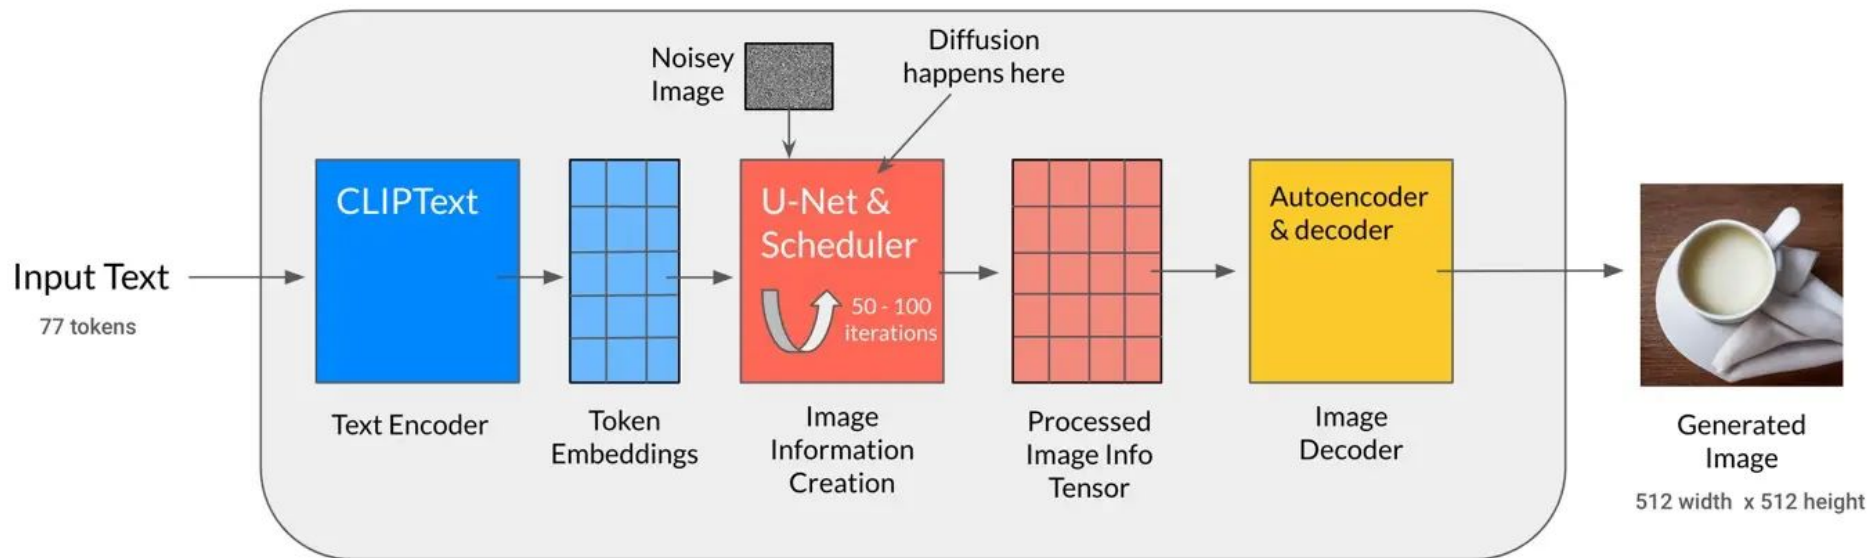 Noisey
Image
Diffusion
happens here
Input Text
77 tokens
CLIPText
Text Encoder
Token
Embeddings
U-Net &
Scheduler
50 - 100
iterations
Image
Information
Creation
Processed
Image Info
Tensor
Autoencoder
& decoder
Image
Decoder
Generated
Image
512 width x 512 height